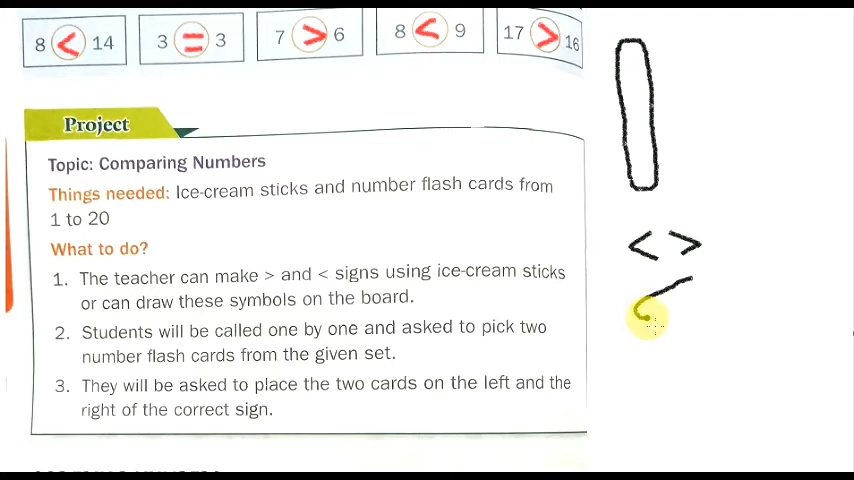 8 < 14 3 = 3 7 > 6 8 < 9 17 > 16
Project
Topic: Comparing Numbers
Things needed: Ice-cream sticks and number flash cards from
1 to 20
What to do?
1. The teacher can make > and < signs using ice-cream sticks
or can draw these symbols on the board.
2. Students will be called one by one and asked to pick two
number flash cards from the given set.
3. They will be asked to place the two cards on the left and the
right of the correct sign.
< >